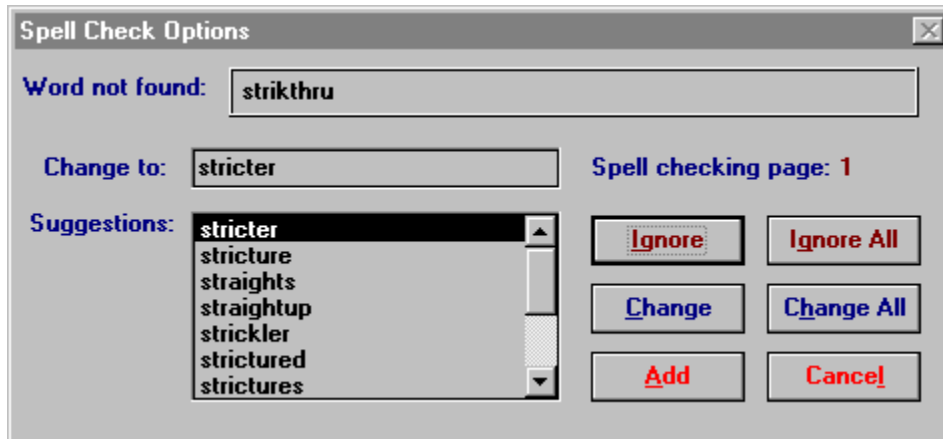 Spell Check Options
Word not found: strikthru
Change to: stricter
Spell checking page: 1
Suggestions:
stricter
stricture
straights
straightup
strickler
strictured
strictures
Ignore
Ignore All
Change
Change All
Add
Cancel